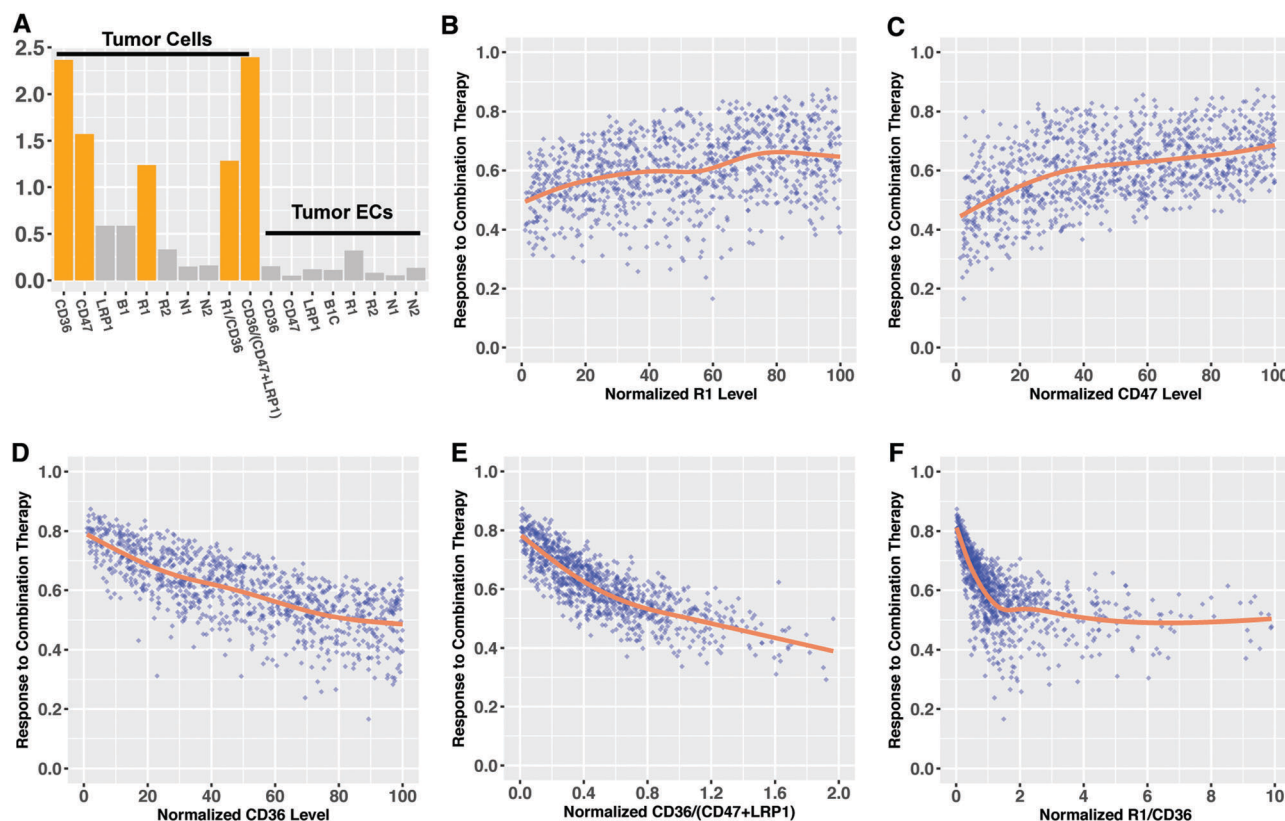 A
Tumor Cells
2.5
2.0
1.5
1.0
0.5
0.0
Tumor ECs
CD36
CD47
LRP1
B1
R1
R2
N1
N2
R1/CD36
CD36/(CD47+LRP1)
CD36
CD47
LRP1
B1C
R1
R2
N1
N2
B
Response to Combination Therapy
1.0
0.8
0.6
0.4
0.2
0.0
0 20 40 60 80 100
Normalized R1 Level
C
Response to Combination Therapy
1.0
0.8
0.6
0.4
0.2
0.0
0 20 40 60 80 100
Normalized CD47 Level
D
Response to Combination Therapy
1.0
0.8
0.6
0.4
0.2
0.0
0 20 40 60 80 100
Normalized CD36 Level
E
Response to Combination Therapy
1.0
0.8
0.6
0.4
0.2
0.0
0.0 0.4 0.8 1.2 1.6 2.0
Normalized CD36/(CD47+LRP1)
F
Response to Combination Therapy
1.0
0.8
0.6
0.4
0.2
0.0
0 2 4 6 8 10
Normalized R1/CD36